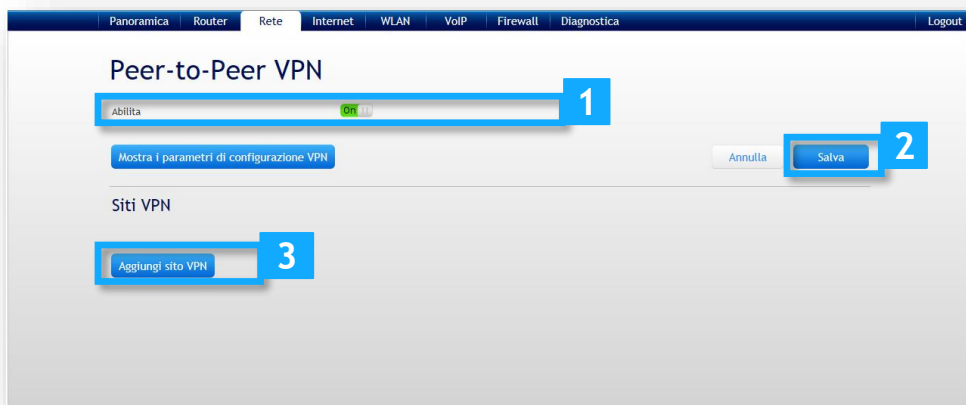 Panoramica Router Rete Internet WLAN VoIP Firewall Diagnostica Logout
Peer-to-Peer VPN
1
Abilita On
Mostra i parametri di configurazione VPN Annulla Salva 2
Siti VPN
Aggiungi sito VPN 3